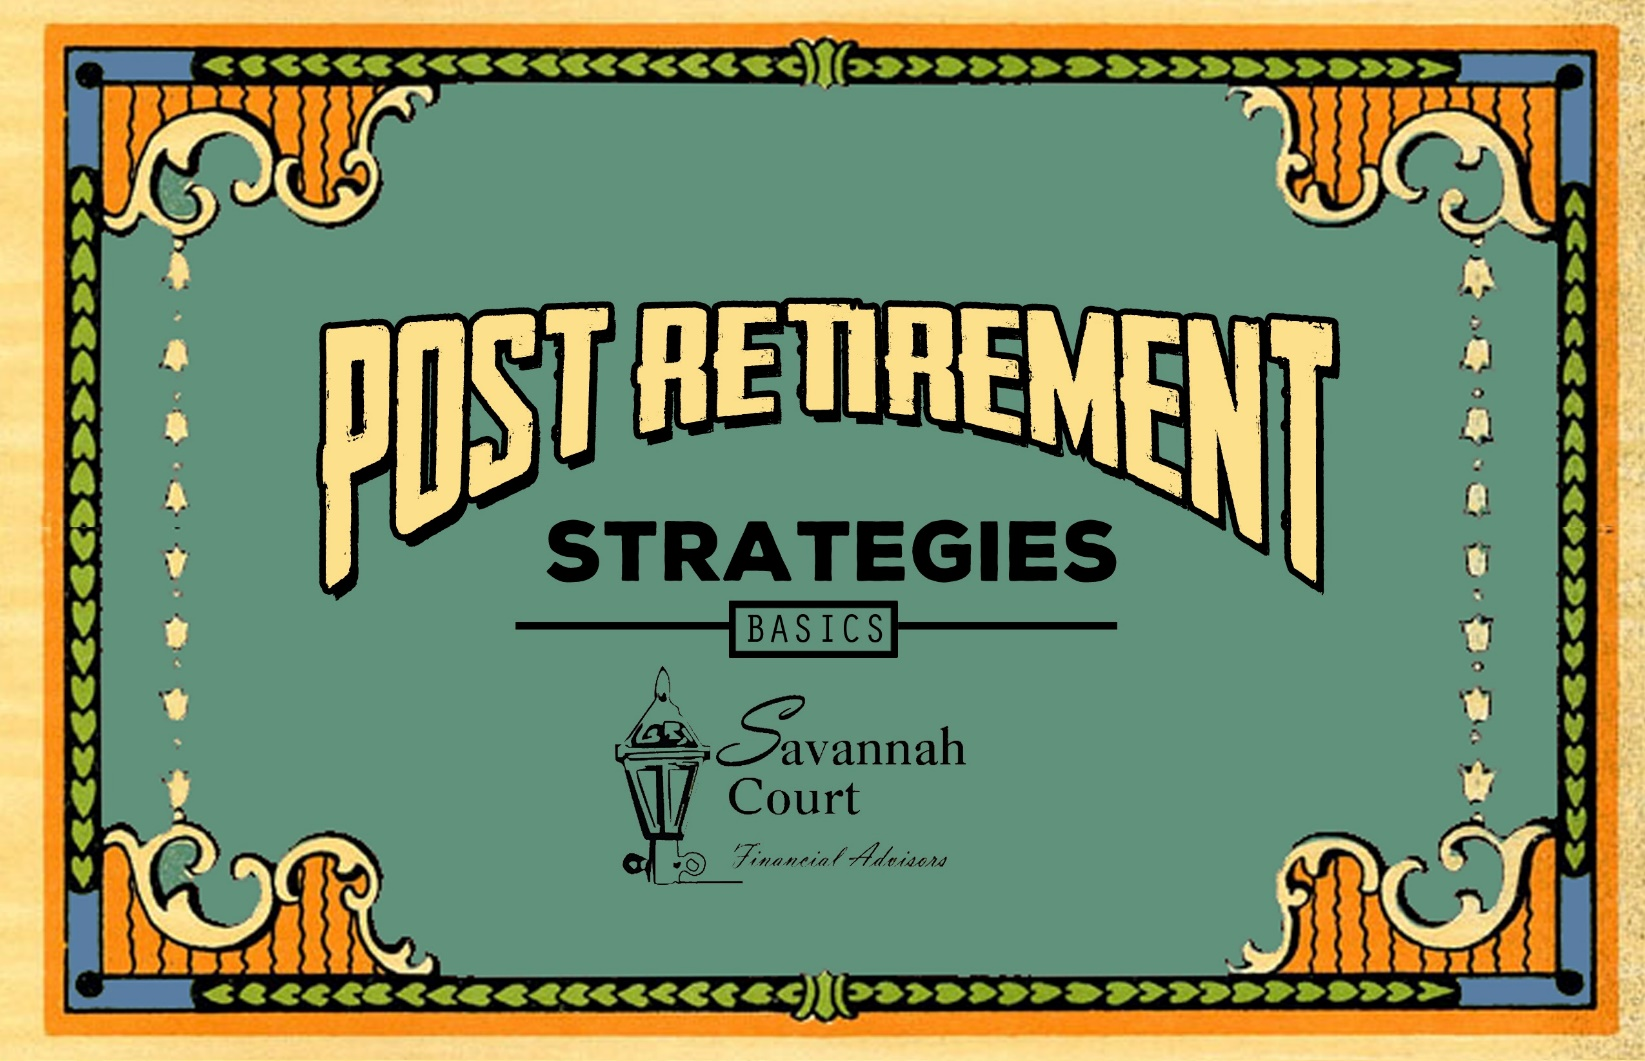 POST RETIREMENT
STRATEGIES
BASICS
Savannah
Court
Financial Advisors